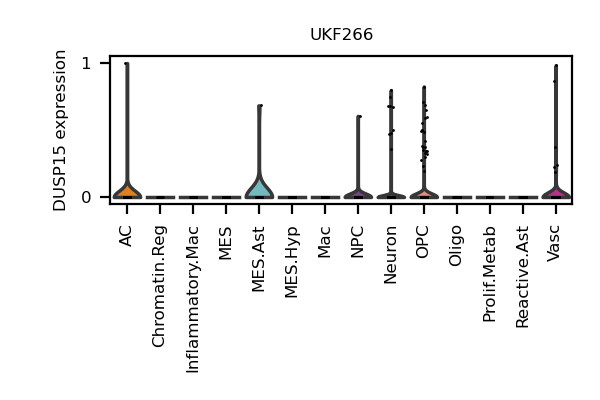 UKF266
DUSP15 expression
1
0
AC
Chromatin.Reg
Inflammatory.Mac
MES
MES.Ast
MES.Hyp
Mac
NPC
Neuron
OPC
Oligo
Prolif.Metab
Reactive.Ast
Vasc